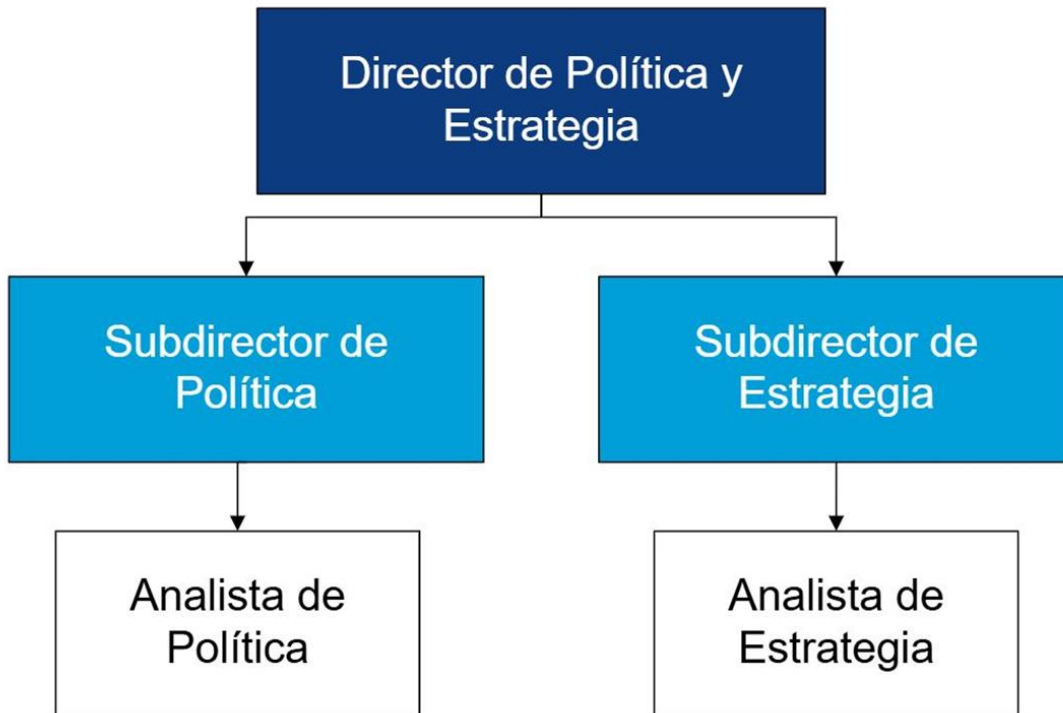 Director de Política y
Estrategia
Subdirector de
Política
Subdirector de
Estrategia
Analista de
Política
Analista de
Estrategia